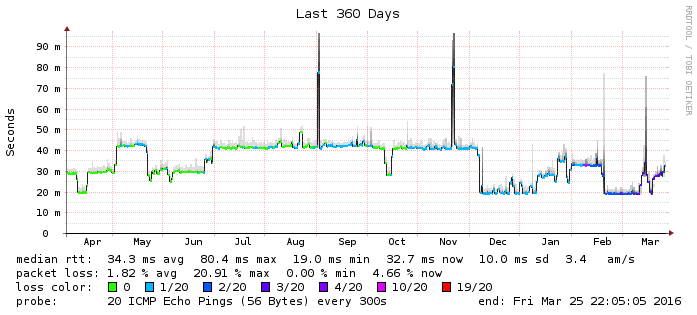 Last 360 Days
RRDTOOL / TOBI OETIKER
Seconds
90 m
80 m
70 m
60 m
50 m
40 m
30 m
20 m
10 m
0
Apr May Jun Jul Aug Sep Oct Nov Dec Jan Feb Mar
median rtt: 34.3 ms avg 80.4 ms max 19.0 ms min 32.7 ms now 10.0 ms sd 3.4 am/s
packet loss: 1.82 % avg 20.91 % max 0.00 % min 4.66 % now
loss color: 0 1/20 2/20 3/20 4/20 10/20 19/20
probe: 20 ICMP Echo Pings (56 Bytes) every 300s end: Fri Mar 25 22:05:05 2016